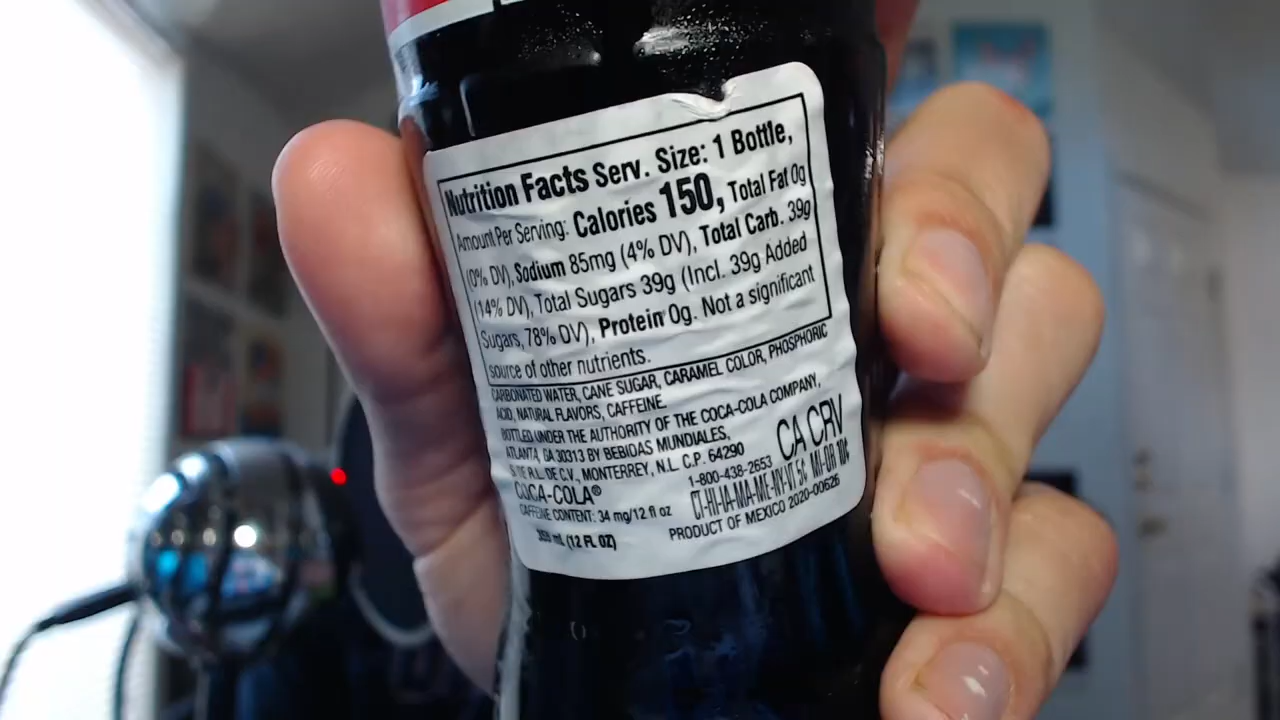 Nutrition Facts Serv. Size: 1 Bottle,
Amount Per Serving: Calories 150, Total Fat 0g
(0% DV), Sodium 85mg (4% DV), Total Carb. 39g
(14% DV), Total Sugars 39g (Incl. 39g Added
Sugars, 78% DV), Protein 0g. Not a significant
source of other nutrients.
CARBONATED WATER, CANE SUGAR, CARAMEL COLOR, PHOSPHORIC
ACID, NATURAL FLAVORS, CAFFEINE
BOTTLED UNDER THE AUTHORITY OF THE COCA-COLA COMPANY,
ATLANTA, GA 30313 BY BEBIDAS MUNDIALES,
S DE R.L. DE C.V., MONTERREY, N.L. C.P. 64290
CA CRV
COCA-COLA® 1-800-438-2653
CAFFEINE CONTENT: 34 mg/12 fl oz
CT-HI-IA-MA-ME-NY-VT 5¢ MI-OR 10¢
mL (12 FL OZ)
PRODUCT OF MEXICO 2020-00626